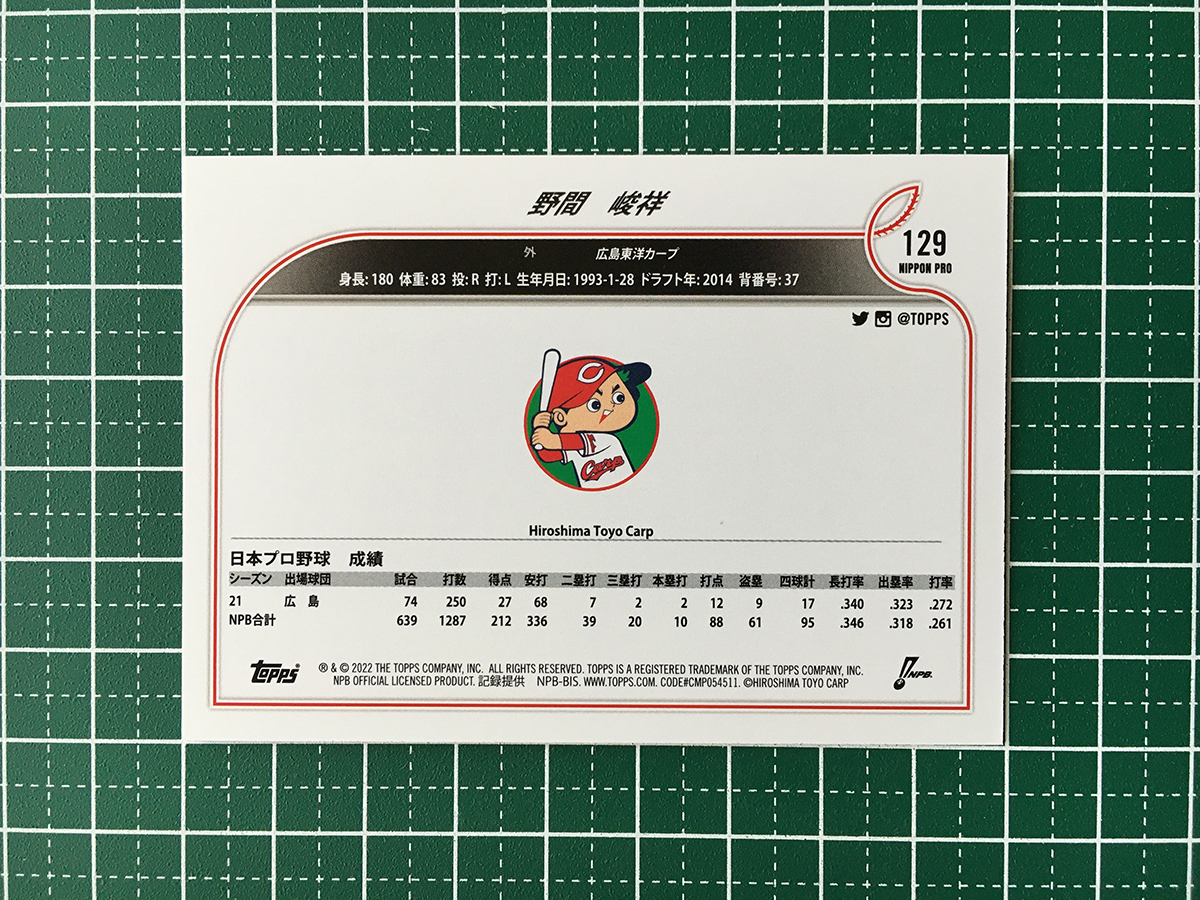 野間 峻祥
129
NIPPON PRO
外 広島東洋カープ
身長: 180 体重: 83 投: R 打: L 生年月日: 1993-1-28 ドラフト年: 2014 背番号: 37
@TOPPS
C
Carp
Hiroshima Toyo Carp
日本プロ野球 成績
シーズン 出場球団 試合 打数 得点 安打 二塁打 三塁打 本塁打 打点 盗塁 四球計 長打率 出塁率 打率
21 広 島 74 250 27 68 7 2 2 12 9 17 .340 .323 .272
NPB合計 639 1287 212 336 39 20 10 88 61 95 .346 .318 .261
Topps ® & © 2022 THE TOPPS COMPANY, INC. ALL RIGHTS RESERVED. TOPPS IS A REGISTERED TRADEMARK OF THE TOPPS COMPANY, INC.
NPB OFFICIAL LICENSED PRODUCT. 記録提供 NPB-BIS. WWW.TOPPS.COM. CODE#CMP054511. ©HIROSHIMA TOYO CARP
NPB.